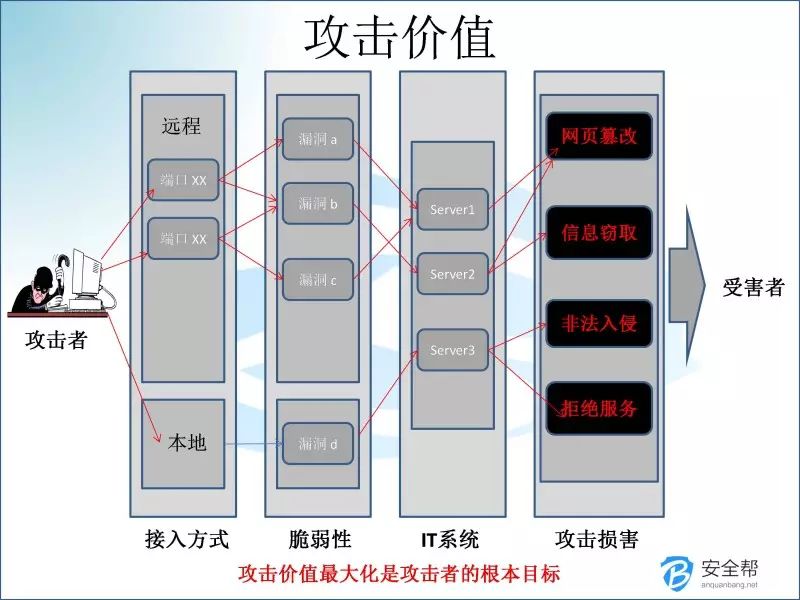 攻击价值
远程
端口 XX
端口 XX
本地
漏洞 a
漏洞 b
漏洞 c
漏洞 d
Server1
Server2
Server3
网页篡改
信息窃取
非法入侵
拒绝服务
攻击者
受害者
接入方式
脆弱性
IT系统
攻击损害
攻击价值最大化是攻击者的根本目标
安全帮
anquanbang.net